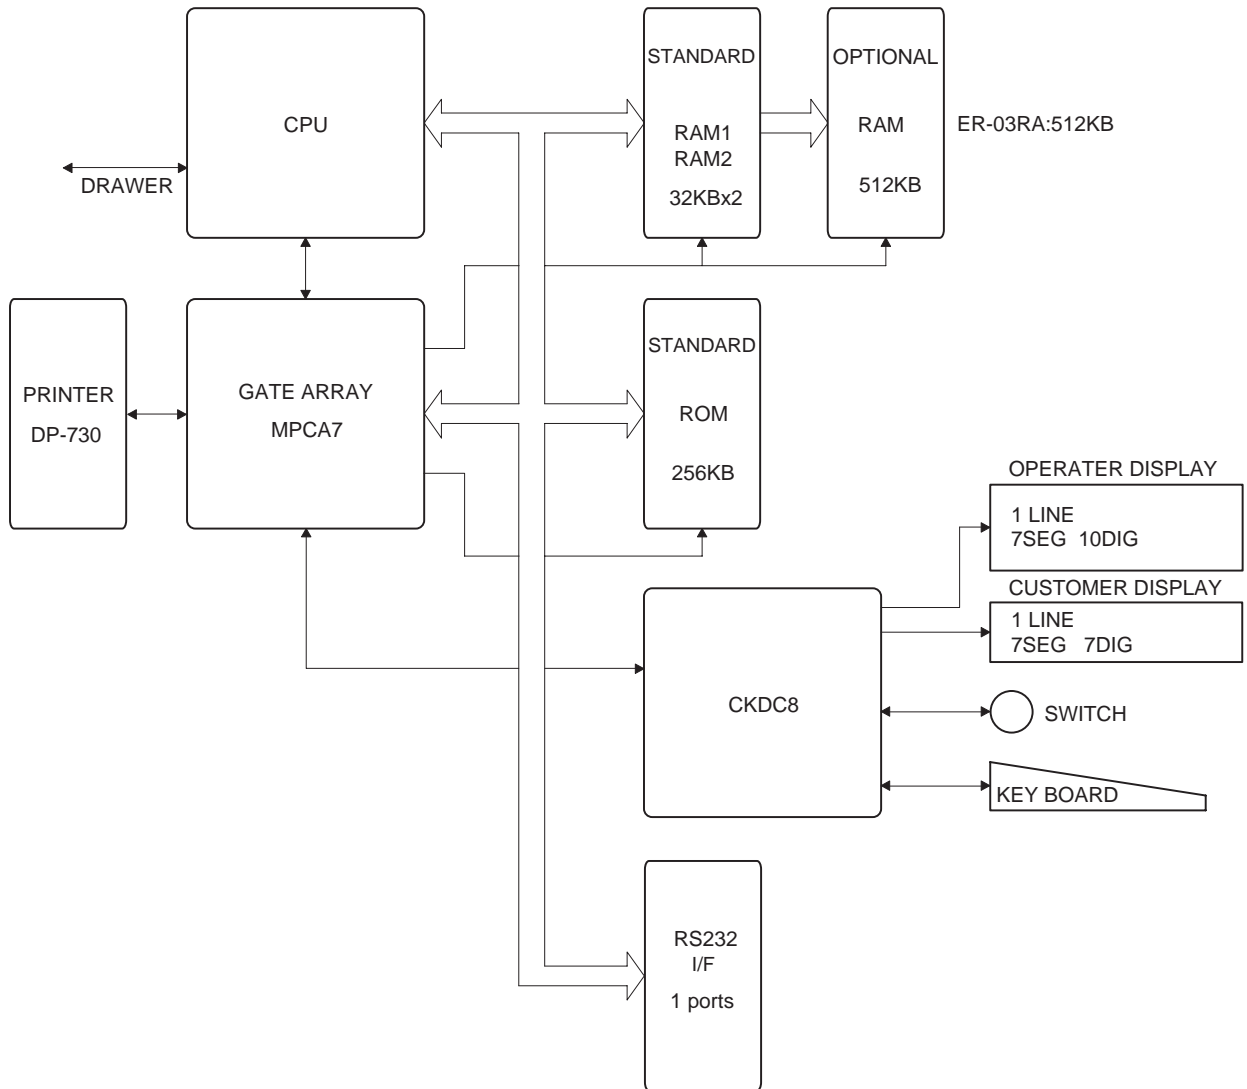 CPU
DRAWER
STANDARD
RAM1
RAM2
32KBx2
OPTIONAL
RAM
512KB
ER-03RA:512KB
PRINTER
DP-730
GATE ARRAY
MPCA7
STANDARD
ROM
256KB
OPERATER DISPLAY
1 LINE
7SEG 10DIG
CUSTOMER DISPLAY
1 LINE
7SEG 7DIG
CKDC8
SWITCH
KEY BOARD
RS232
I/F
1 ports